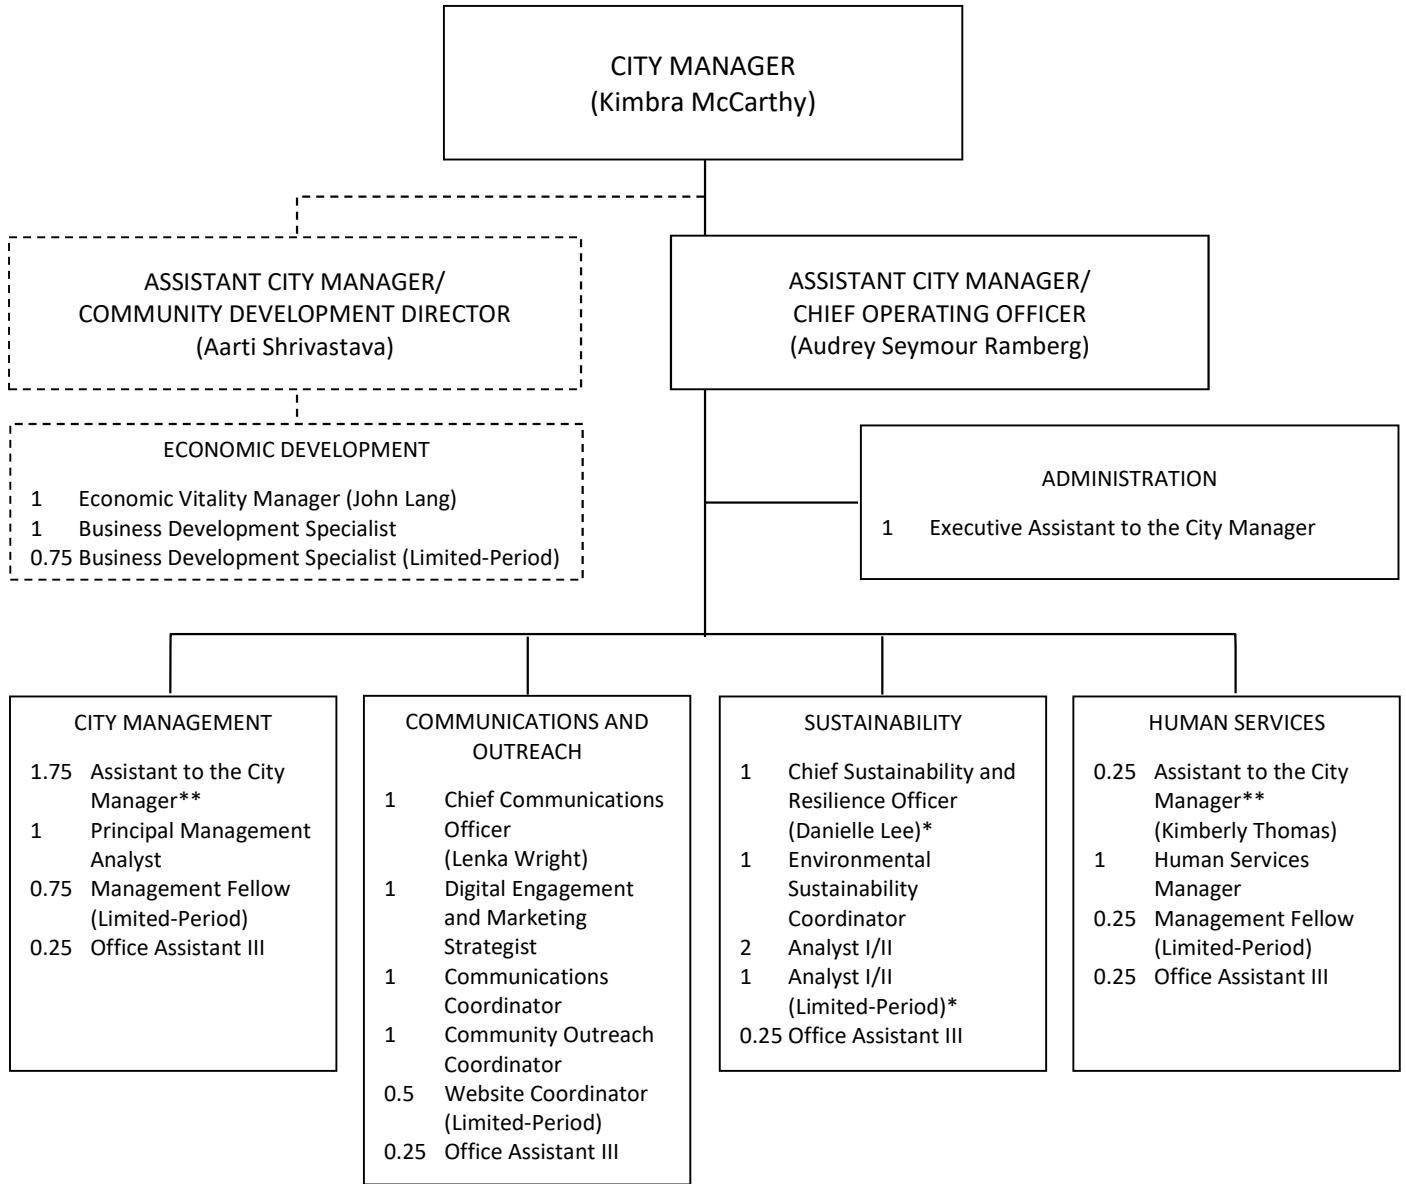 CITY MANAGER
(Kimbra McCarthy)
ASSISTANT CITY MANAGER/
COMMUNITY DEVELOPMENT DIRECTOR
(Aarti Shrivastava)
ASSISTANT CITY MANAGER/
CHIEF OPERATING OFFICER
(Audrey Seymour Ramberg)
ECONOMIC DEVELOPMENT
1 Economic Vitality Manager (John Lang)
1 Business Development Specialist
0.75 Business Development Specialist (Limited-Period)
ADMINISTRATION
1 Executive Assistant to the City Manager
CITY MANAGEMENT
1.75 Assistant to the City
Manager**
1 Principal Management
Analyst
0.75 Management Fellow
(Limited-Period)
0.25 Office Assistant III
COMMUNICATIONS AND
OUTREACH
1 Chief Communications
Officer
(Lenka Wright)
1 Digital Engagement
and Marketing
Strategist
1 Communications
Coordinator
1 Community Outreach
Coordinator
0.5 Website Coordinator
(Limited-Period)
0.25 Office Assistant III
SUSTAINABILITY
1 Chief Sustainability and
Resilience Officer
(Danielle Lee)*
1 Environmental
Sustainability
Coordinator
2 Analyst I/II
1 Analyst I/II
(Limited-Period)*
0.25 Office Assistant III
HUMAN SERVICES
0.25 Assistant to the City
Manager**
(Kimberly Thomas)
1 Human Services
Manager
0.25 Management Fellow
(Limited-Period)
0.25 Office Assistant III